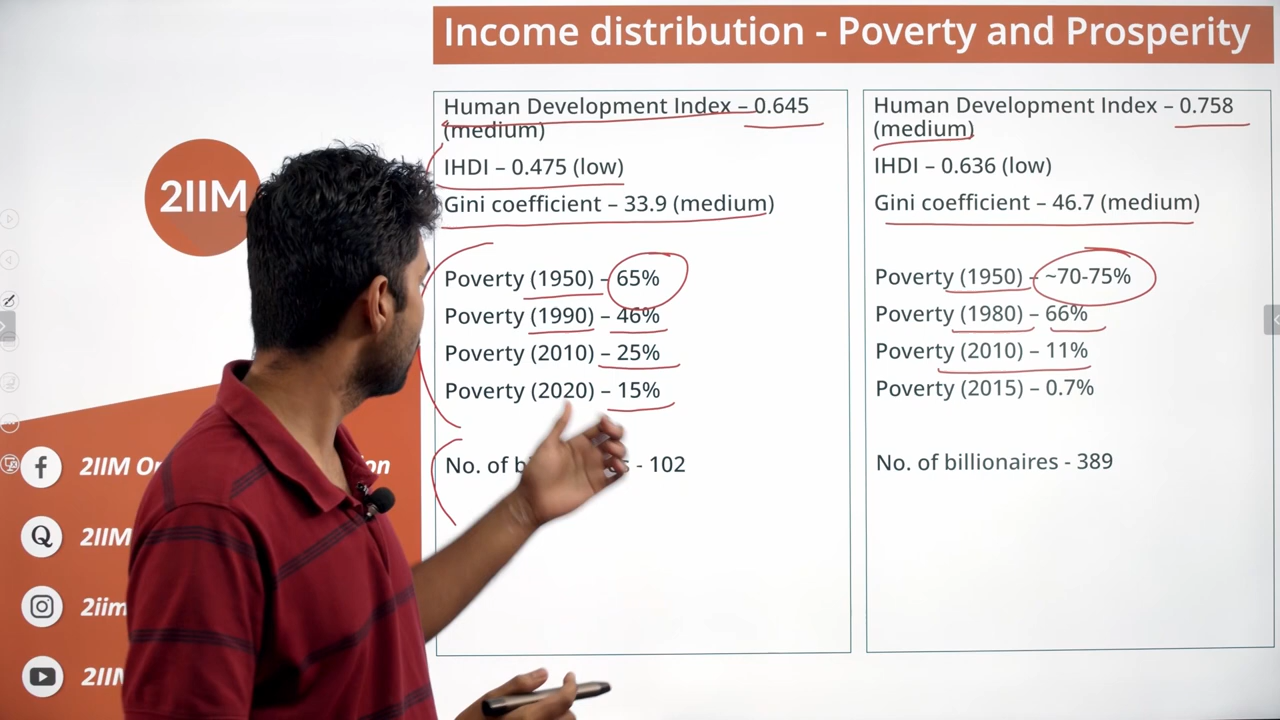 Income distribution - Poverty and Prosperity
2IIM
Human Development Index – 0.645
(medium)
IHDI – 0.475 (low)
Gini coefficient – 33.9 (medium)
Poverty (1950) – 65%
Poverty (1990) – 46%
Poverty (2010) – 25%
Poverty (2020) – 15%
No. of - 102
Human Development Index – 0.758
(medium)
IHDI – 0.636 (low)
Gini coefficient – 46.7 (medium)
Poverty (1950) – ~70-75%
Poverty (1980) – 66%
Poverty (2010) – 11%
Poverty (2015) – 0.7%
No. of billionaires - 389
2IIM
2IIM
2iim